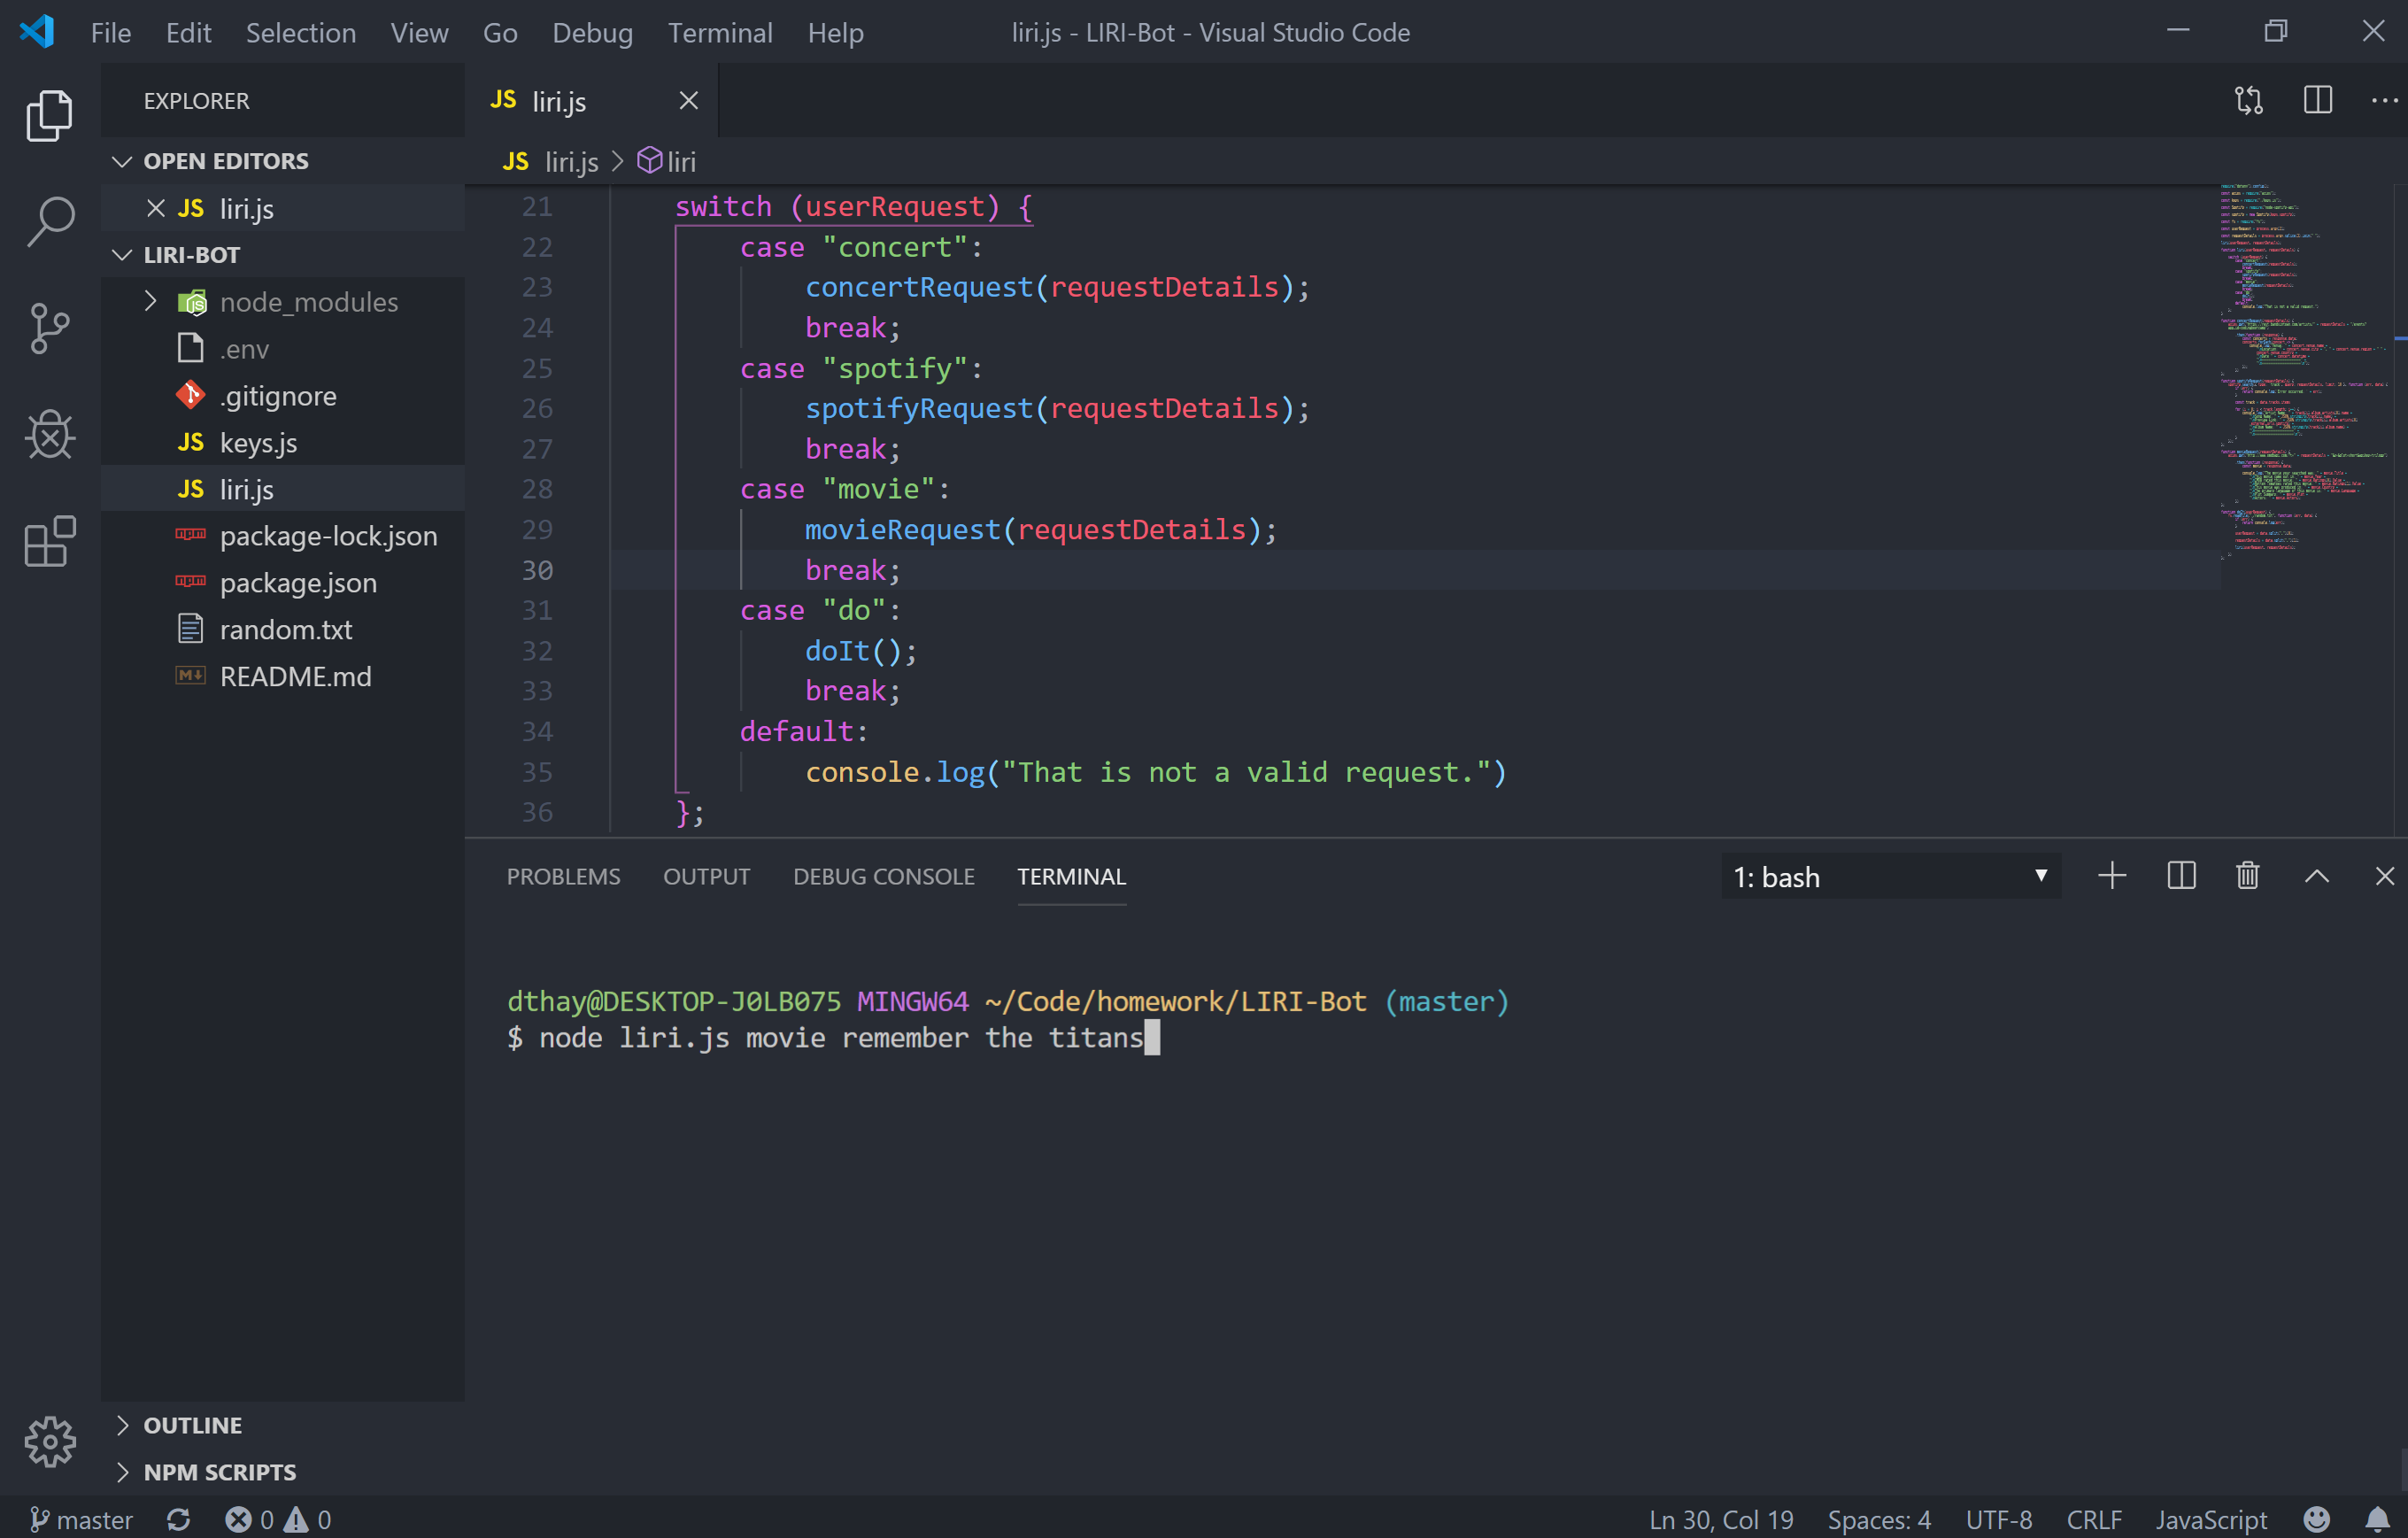 File Edit Selection View Go Debug Terminal Help
liri.js - LIRI-Bot - Visual Studio Code
EXPLORER
OPEN EDITORS
JS liri.js
LIRI-BOT
node_modules
.env
.gitignore
JS keys.js
JS liri.js
package-lock.json
package.json
random.txt
README.md
OUTLINE
NPM SCRIPTS
JS liri.js
JS liri.js > liri
21 switch (userRequest) {
22 case "concert":
23 concertRequest(requestDetails);
24 break;
25 case "spotify":
26 spotifyRequest(requestDetails);
27 break;
28 case "movie":
29 movieRequest(requestDetails);
30 break;
31 case "do":
32 doIt();
33 break;
34 default:
35 console.log("That is not a valid request.")
36 };
PROBLEMS OUTPUT DEBUG CONSOLE TERMINAL
1: bash
dthay@DESKTOP-J0LB075 MINGW64 ~/Code/homework/LIRI-Bot (master)
$ node liri.js movie remember the titans
master 0 0
Ln 30, Col 19 Spaces: 4 UTF-8 CRLF JavaScript